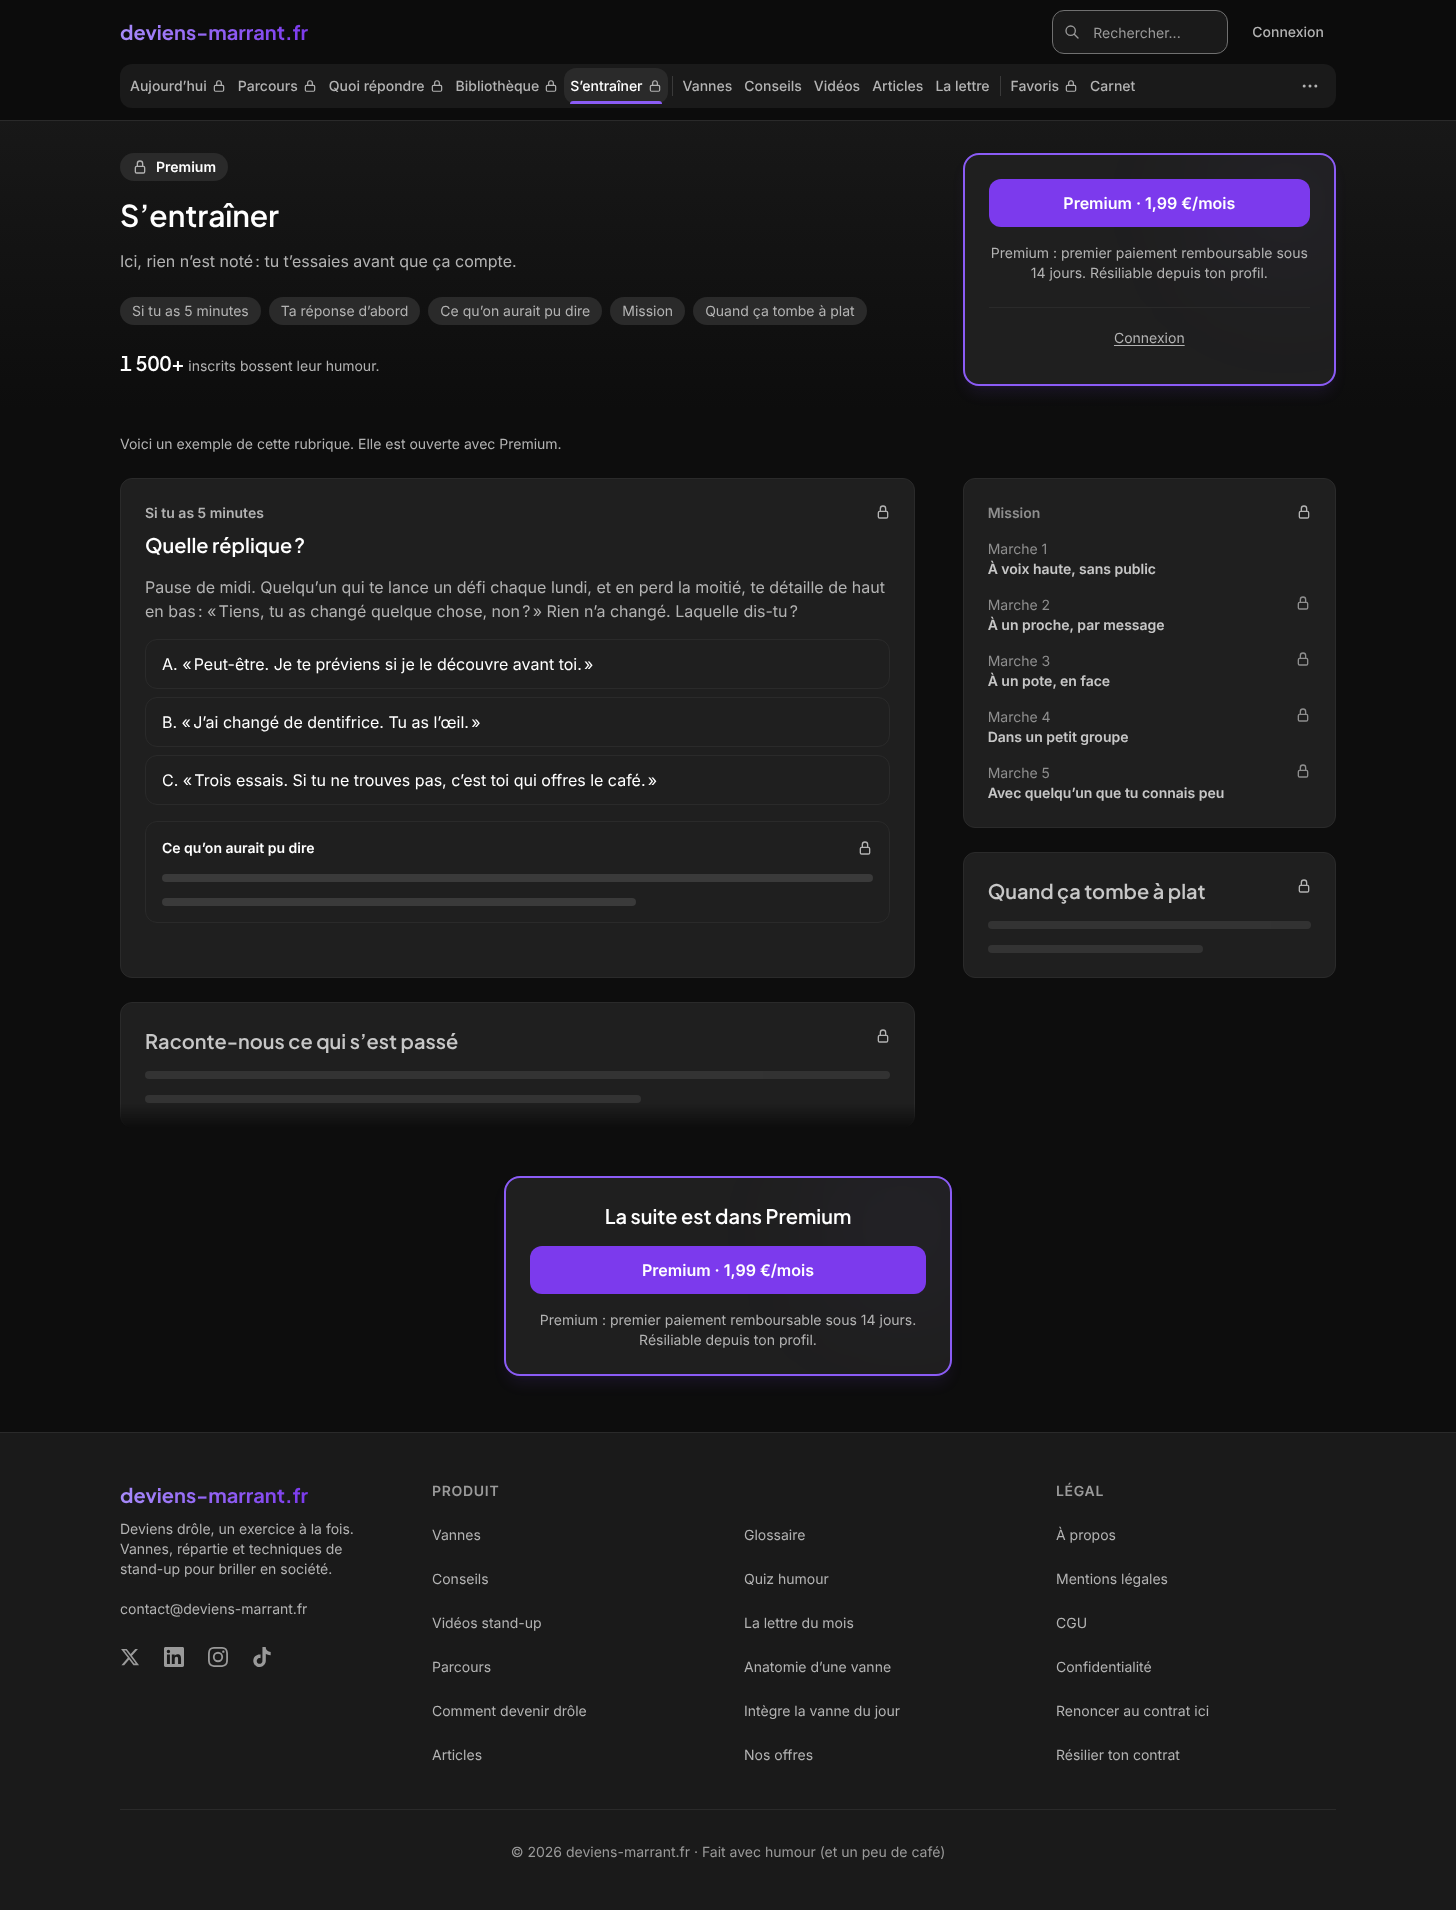 deviens-marrant.fr
Rechercher...
Connexion
Aujourd’hui
Parcours
Quoi répondre
Bibliothèque
S’entraîner
Vannes
Conseils
Vidéos
Articles
La lettre
Favoris
Carnet
Premium
S’entraîner
Ici, rien n’est noté : tu t’essaies avant que ça compte.
Si tu as 5 minutes
Ta réponse d’abord
Ce qu’on aurait pu dire
Mission
Quand ça tombe à plat
1 500+ inscrits bossent leur humour.
Premium · 1,99 €/mois
Premium : premier paiement remboursable sous
14 jours. Résiliable depuis ton profil.
Connexion
Voici un exemple de cette rubrique. Elle est ouverte avec Premium.
Si tu as 5 minutes
Quelle réplique ?
Pause de midi. Quelqu’un qui te lance un défi chaque lundi, et en perd la moitié, te détaille de haut
en bas : « Tiens, tu as changé quelque chose, non ? » Rien n’a changé. Laquelle dis-tu ?
A. « Peut-être. Je te préviens si je le découvre avant toi. »
B. « J’ai changé de dentifrice. Tu as l’œil. »
C. « Trois essais. Si tu ne trouves pas, c’est toi qui offres le café. »
Ce qu’on aurait pu dire
Mission
Marche 1
À voix haute, sans public
Marche 2
À un proche, par message
Marche 3
À un pote, en face
Marche 4
Dans un petit groupe
Marche 5
Avec quelqu’un que tu connais peu
Quand ça tombe à plat
Raconte-nous ce qui s’est passé
La suite est dans Premium
Premium · 1,99 €/mois
Premium : premier paiement remboursable sous 14 jours.
Résiliable depuis ton profil.
deviens-marrant.fr
Deviens drôle, un exercice à la fois.
Vannes, répartie et techniques de
stand-up pour briller en société.
contact@deviens-marrant.fr
PRODUIT
Vannes
Conseils
Vidéos stand-up
Parcours
Comment devenir drôle
Articles
Glossaire
Quiz humour
La lettre du mois
Anatomie d’une vanne
Intègre la vanne du jour
Nos offres
LÉGAL
À propos
Mentions légales
CGU
Confidentialité
Renoncer au contrat ici
Résilier ton contrat
© 2026 deviens-marrant.fr · Fait avec humour (et un peu de café)